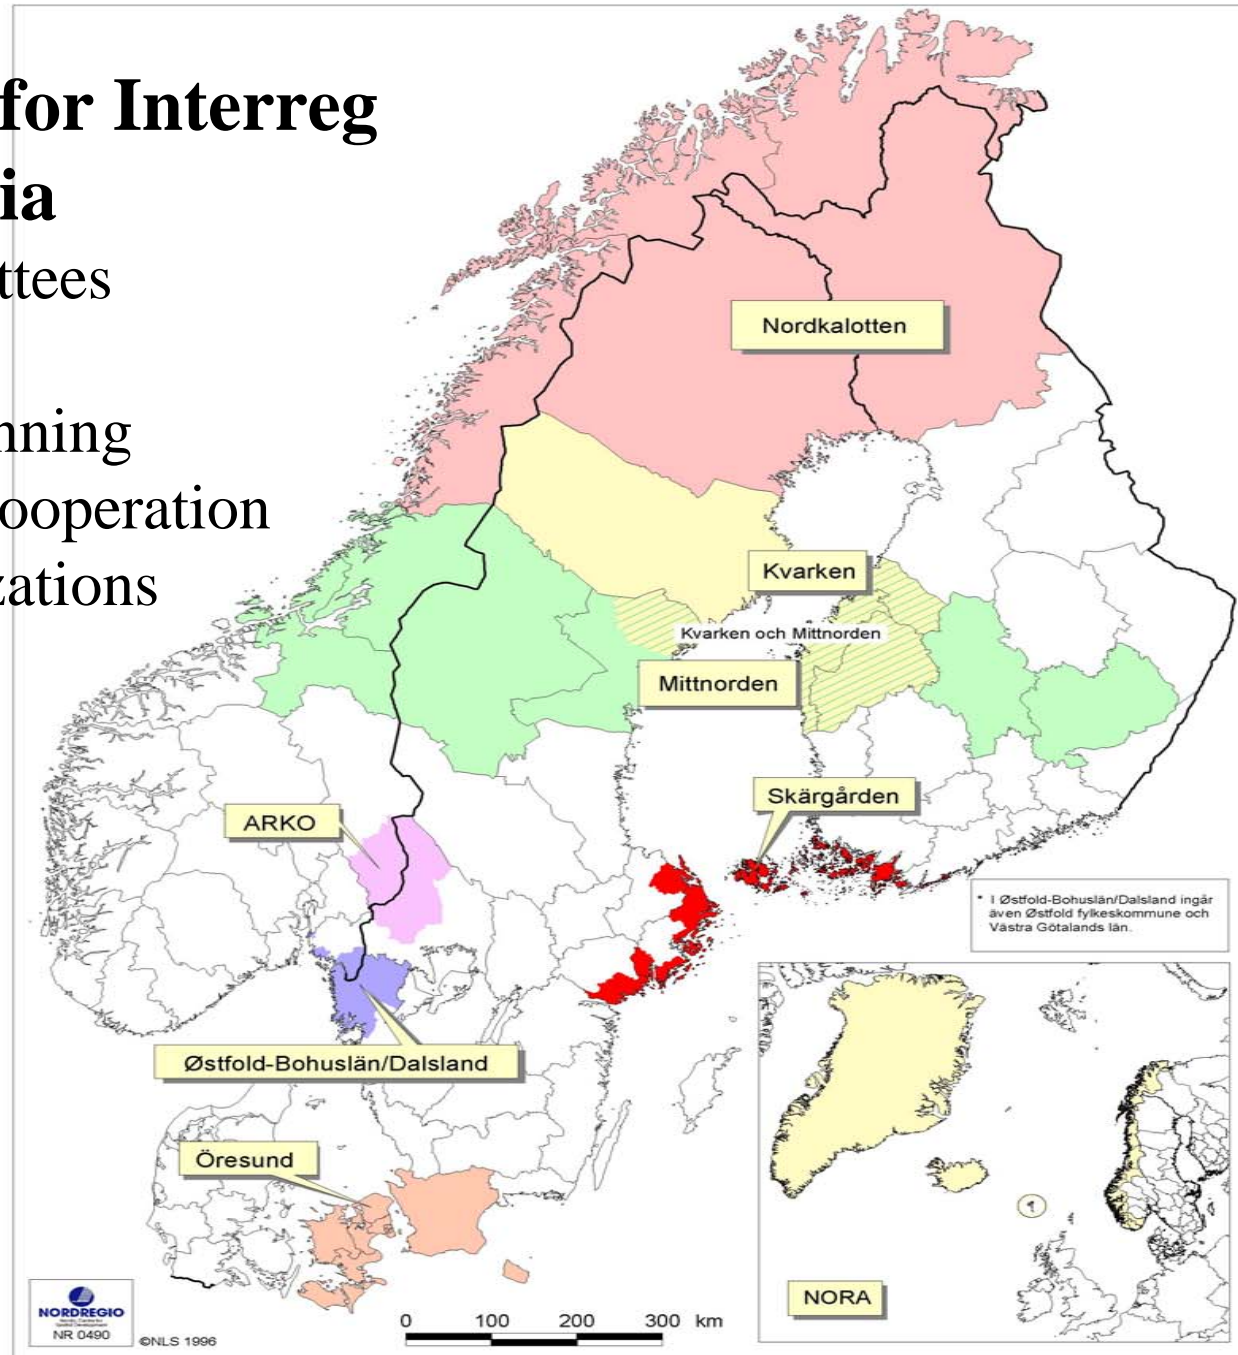 for Interreg
ia
ttees
nning
ooperation
zations
Nordkalotten
Kvarken
Kvarken och Mittnorden
Mittnorden
Skärgården
ARKO
* I Østfold-Bohuslän/Dalsland ingår
även Østfold fylkeskommune och
Västra Götalands län.
Østfold-Bohuslän/Dalsland
Öresund
NORA
NORDREGIO
NR 0490
©NLS 1996
0 100 200 300 km